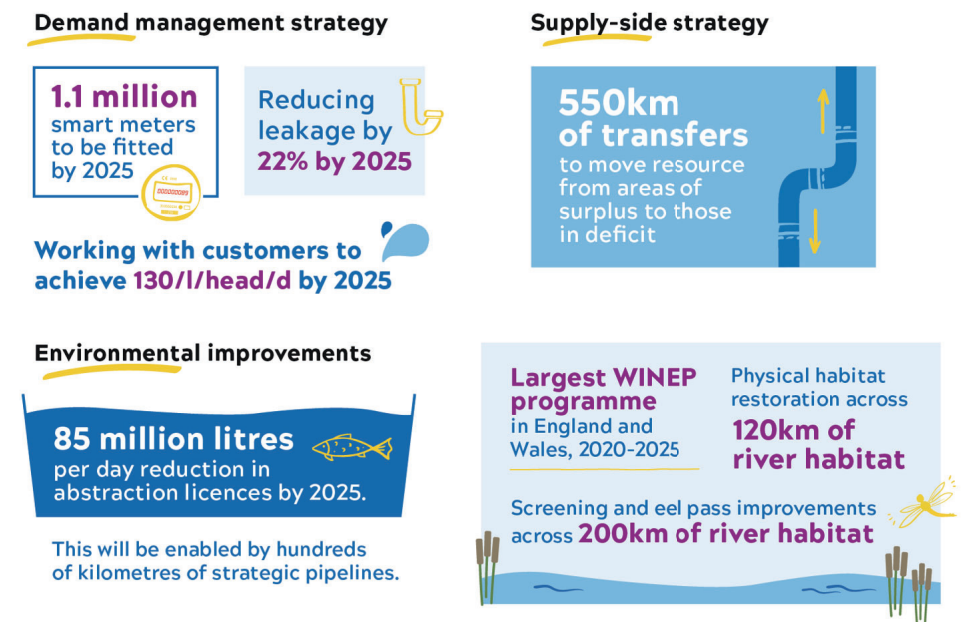 Demand management strategy
1.1 million
smart meters
to be fitted
by 2025
Reducing
leakage by
22% by 2025
Working with customers to
achieve 130/l/head/d by 2025
Supply-side strategy
550km
of transfers
to move resource
from areas of
surplus to those
in deficit
Environmental improvements
85 million litres
per day reduction in
abstraction licences by 2025.
This will be enabled by hundreds
of kilometres of strategic pipelines.
Largest WINEP
programme
in England and
Wales, 2020-2025
Physical habitat
restoration across
120km of
river habitat
Screening and eel pass improvements
across 200km of river habitat